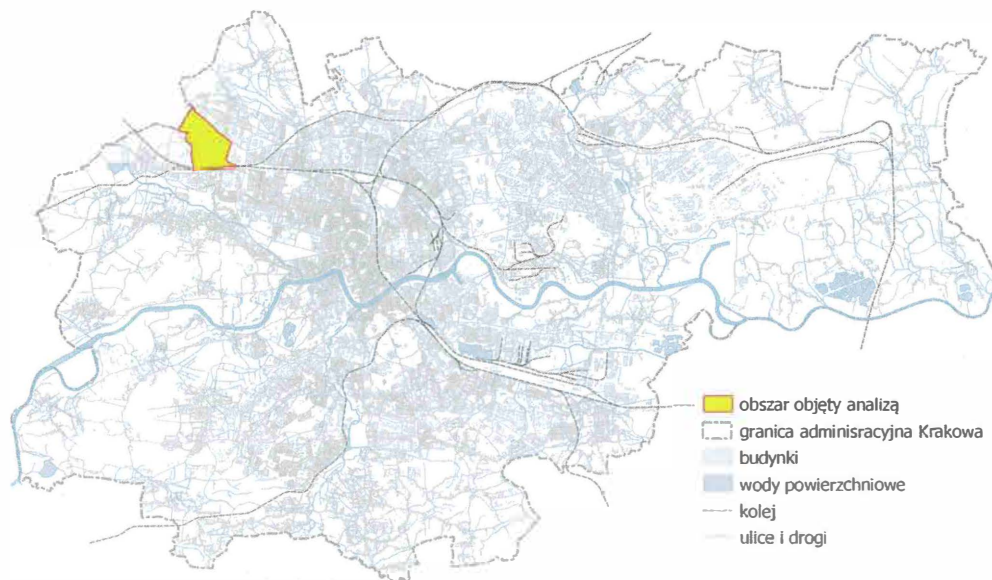 obszar objęty analizą
granica adminisracyjna Krakowa
budynki
wody powierzchniowe
kolej
ulice i drogi